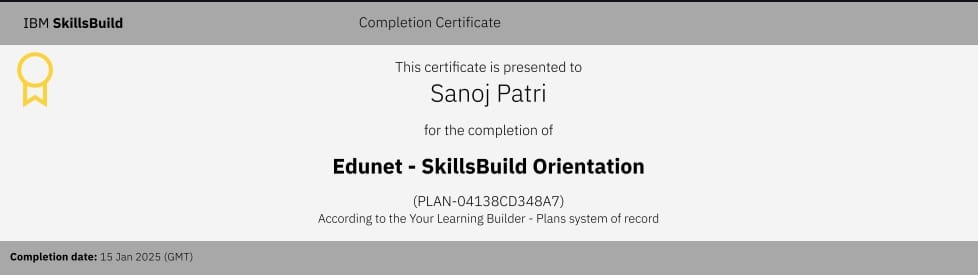 IBM SkillsBuild
Completion Certificate
This certificate is presented to
Sanoj Patri
for the completion of
Edunet - SkillsBuild Orientation
(PLAN-04138CD348A7)
According to the Your Learning Builder - Plans system of record
Completion date: 15 Jan 2025 (GMT)